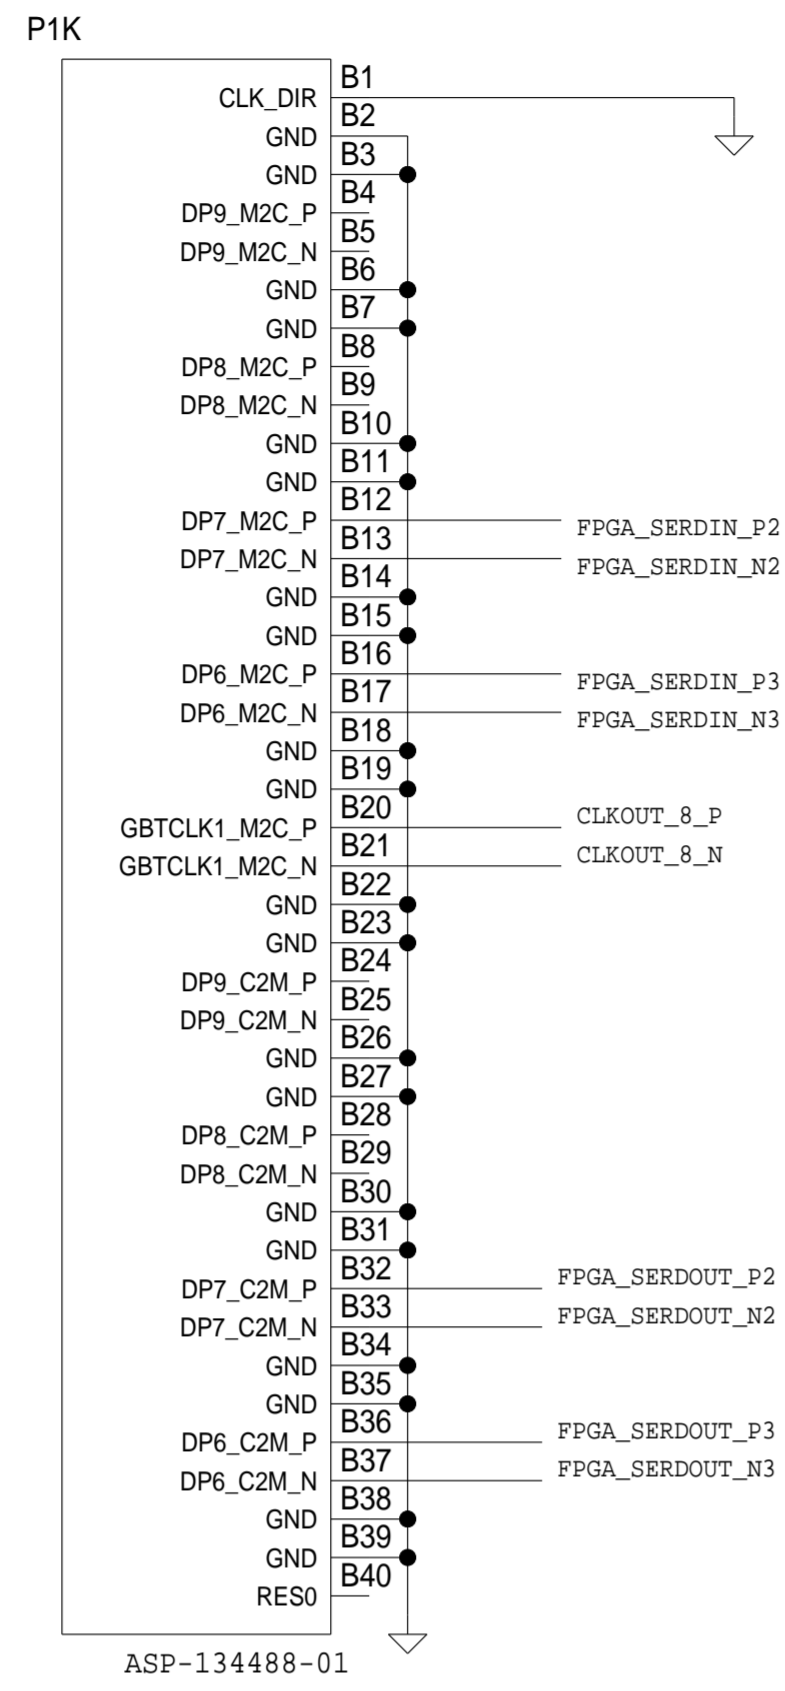 P1K
CLK_DIR B1
GND B2
GND B3
DP9_M2C_P B4
DP9_M2C_N B5
GND B6
GND B7
DP8_M2C_P B8
DP8_M2C_N B9
GND B10
GND B11
DP7_M2C_P B12 FPGA_SERDIN_P2
DP7_M2C_N B13 FPGA_SERDIN_N2
GND B14
GND B15
DP6_M2C_P B16 FPGA_SERDIN_P3
DP6_M2C_N B17 FPGA_SERDIN_N3
GND B18
GND B19
GBTCLK1_M2C_P B20 CLKOUT_8_P
GBTCLK1_M2C_N B21 CLKOUT_8_N
GND B22
GND B23
DP9_C2M_P B24
DP9_C2M_N B25
GND B26
GND B27
DP8_C2M_P B28
DP8_C2M_N B29
GND B30
GND B31
DP7_C2M_P B32 FPGA_SERDOUT_P2
DP7_C2M_N B33 FPGA_SERDOUT_N2
GND B34
GND B35
DP6_C2M_P B36 FPGA_SERDOUT_P3
DP6_C2M_N B37 FPGA_SERDOUT_N3
GND B38
GND B39
RES0 B40
ASP-134488-01